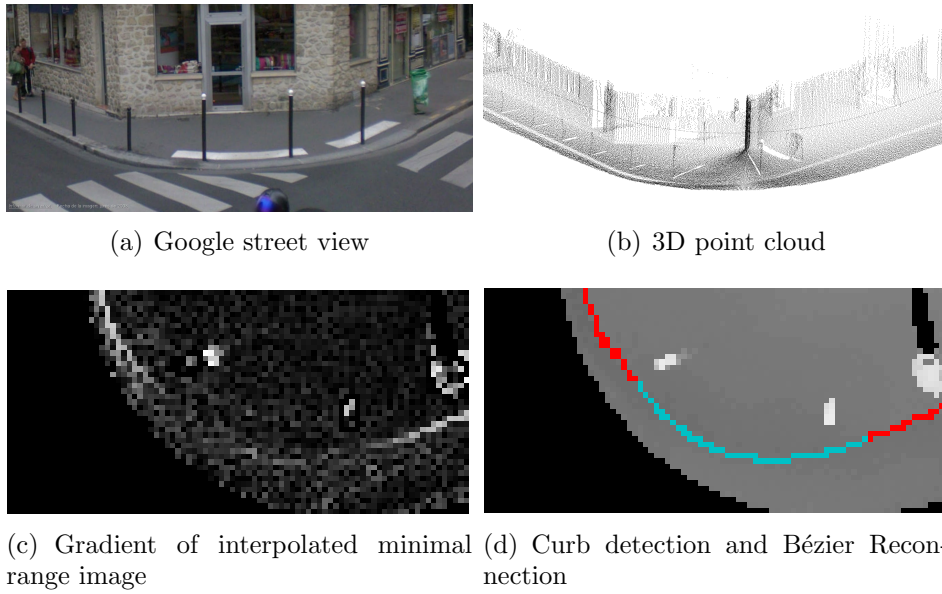 (a) Google street view
(b) 3D point cloud
(c) Gradient of interpolated minimal
range image
(d) Curb detection and Bézier Recon-
nection